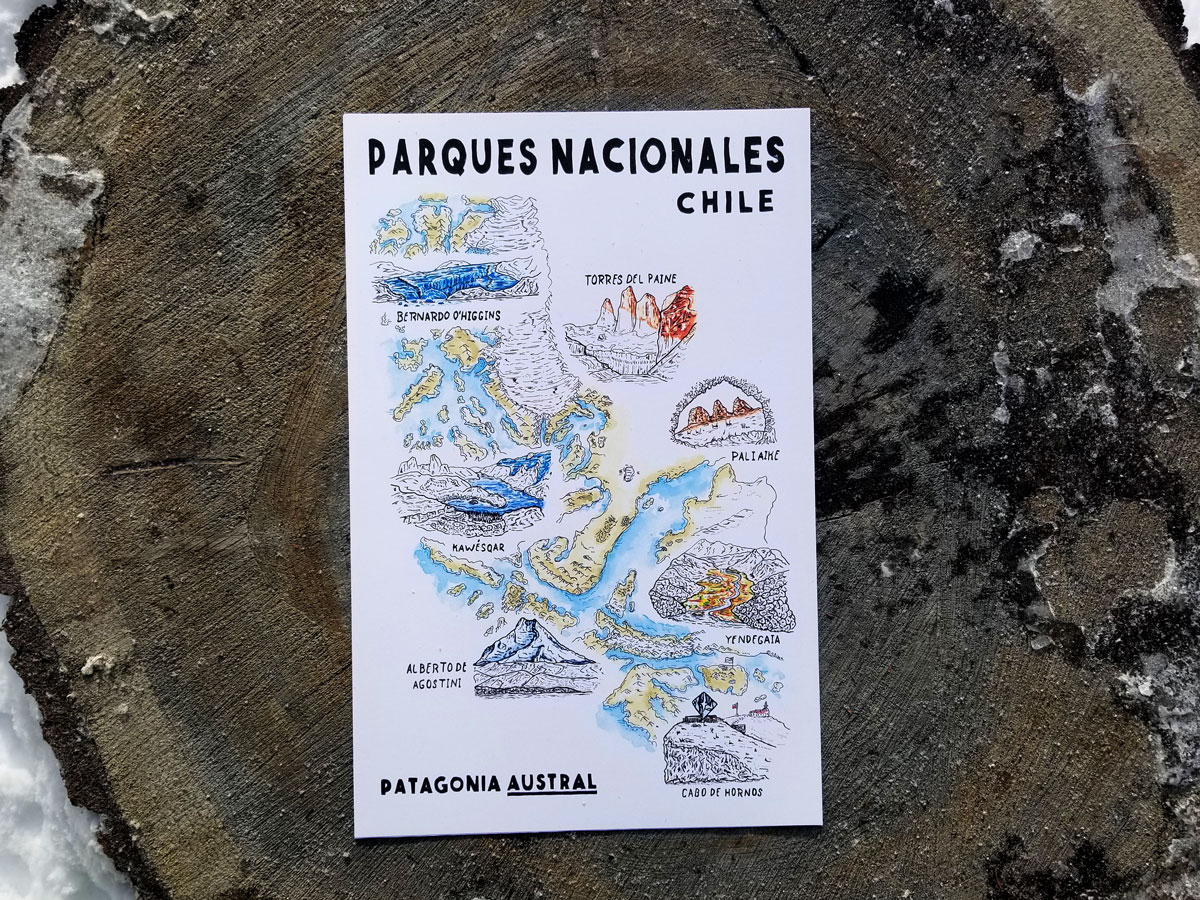 PARQUES NACIONALES
CHILE
TORRES DEL PAINE
BERNARDO O'HIGGINS
PALI AIKE
KAWÉSQAR
YENDEGAIA
ALBERTO DE
AGOSTINI
PATAGONIA AUSTRAL
CABO DE HORNOS